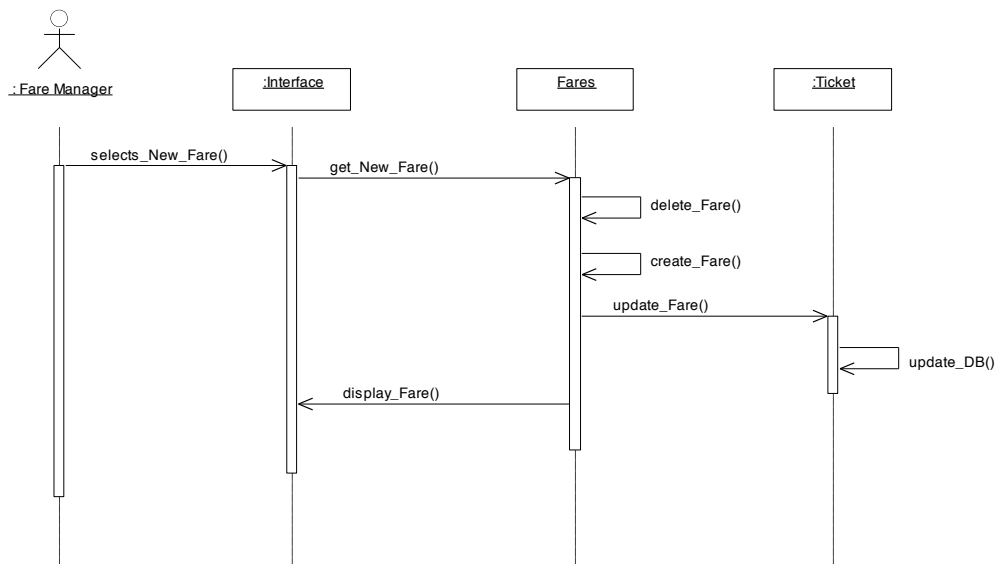 : Fare Manager
:Interface
Fares
:Ticket
selects_New_Fare()
get_New_Fare()
delete_Fare()
create_Fare()
update_Fare()
update_DB()
display_Fare()